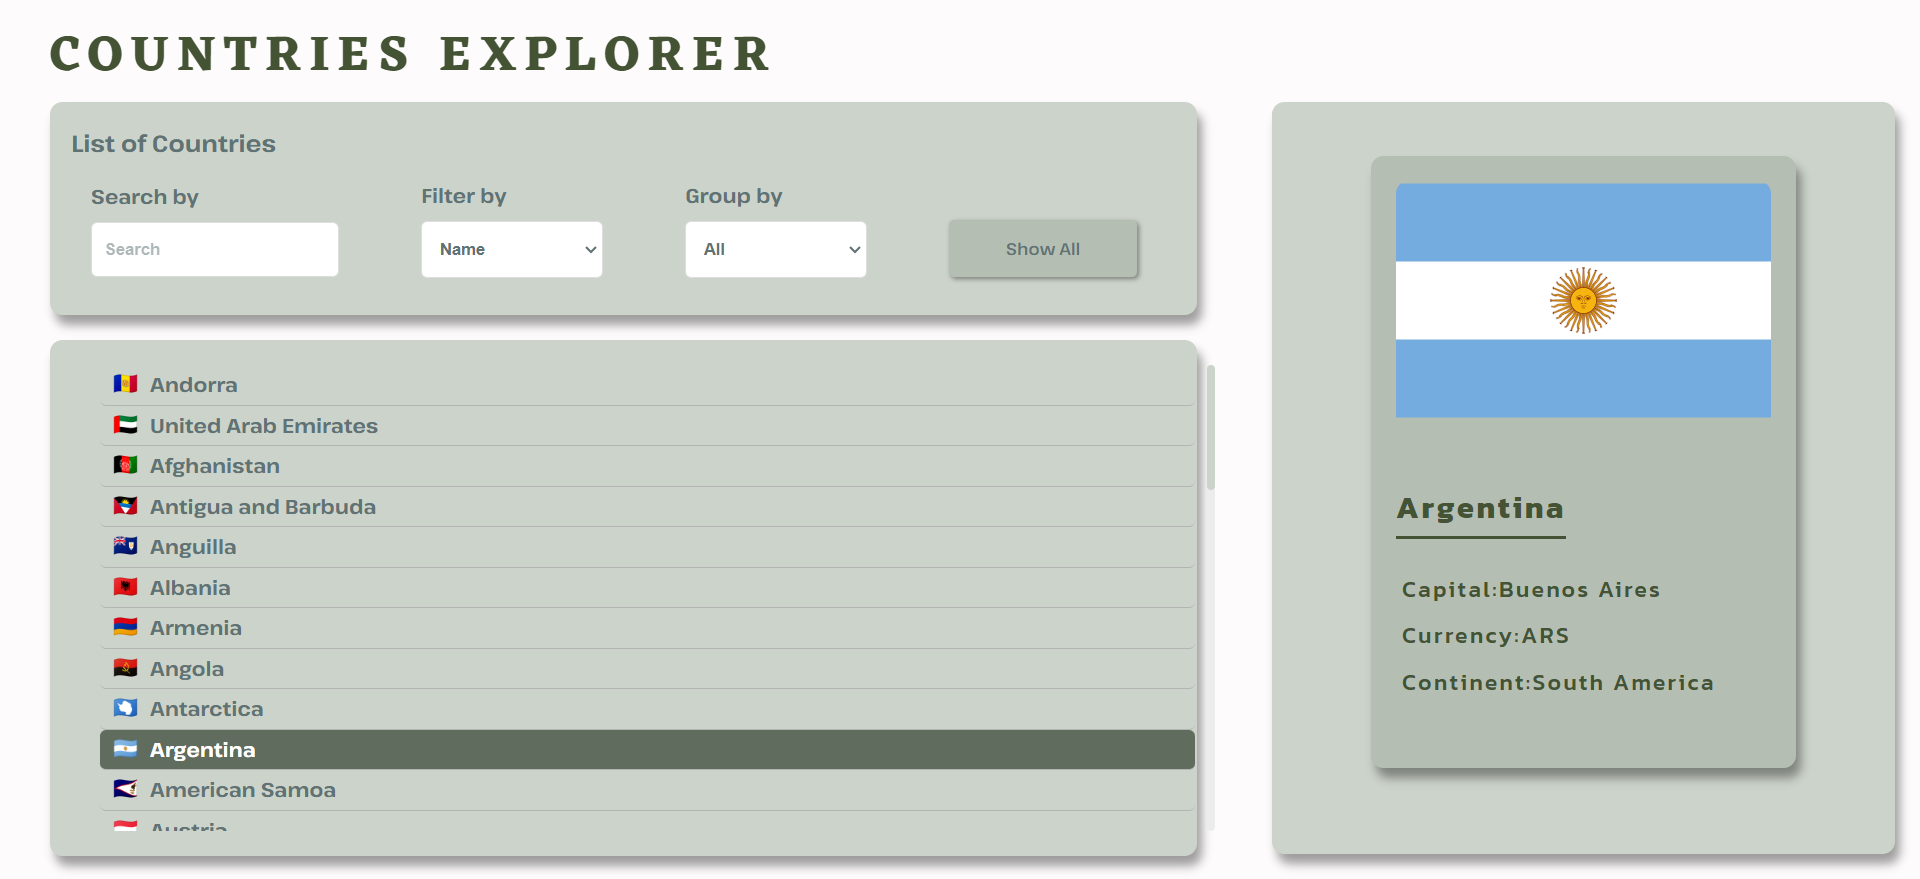 COUNTRIES EXPLORER
List of Countries
Search by
Filter by
Group by
Search
Name
All
Show All
Andorra
United Arab Emirates
Afghanistan
Antigua and Barbuda
Anguilla
Albania
Armenia
Angola
Antarctica
Argentina
American Samoa
Austria
Argentina
Capital:Buenos Aires
Currency:ARS
Continent:South America